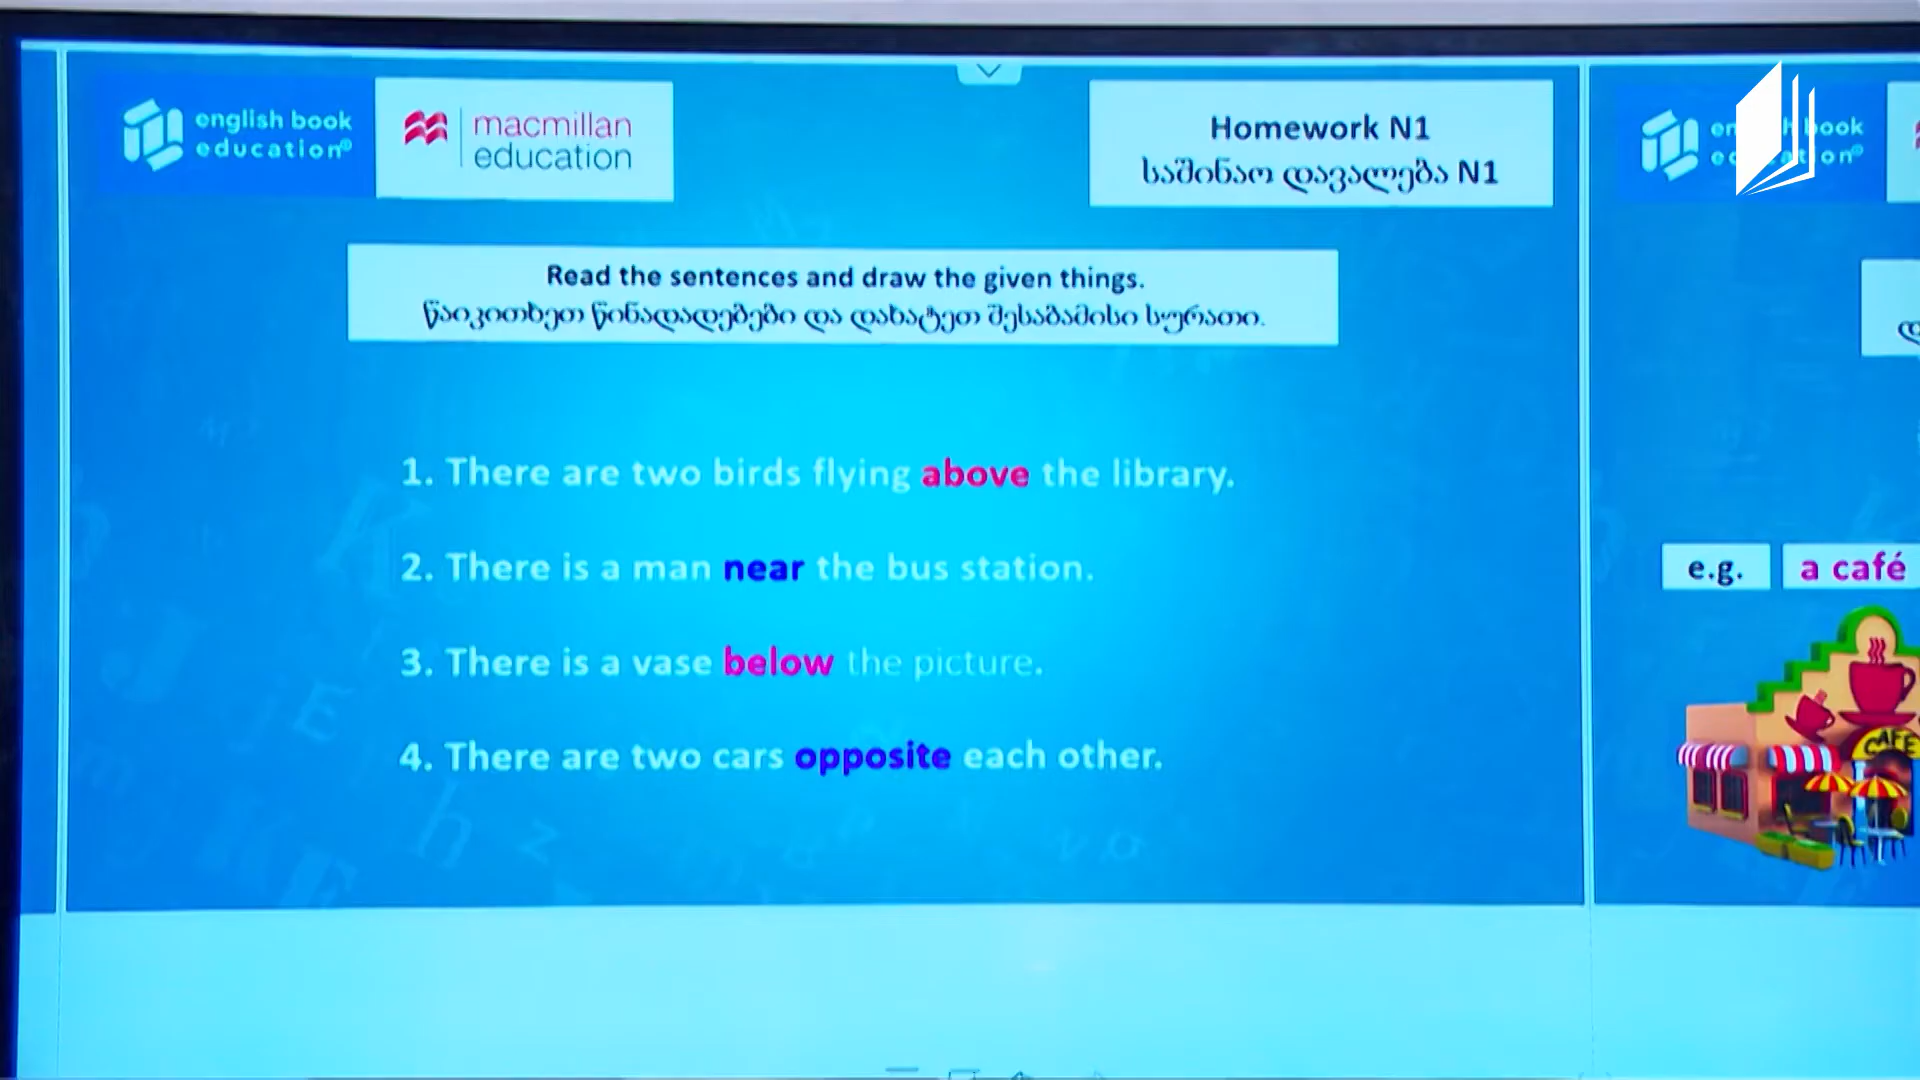 english book
education
macmillan
education
Homework N1
საშინაო დავალება N1
Read the sentences and draw the given things.
წაიკითხეთ წინადადებები და დახატეთ შესაბამისი სურათი.
1. There are two birds flying above the library.
2. There is a man near the bus station.
3. There is a vase below the picture.
4. There are two cars opposite each other.
e.g.
a café
CAFE